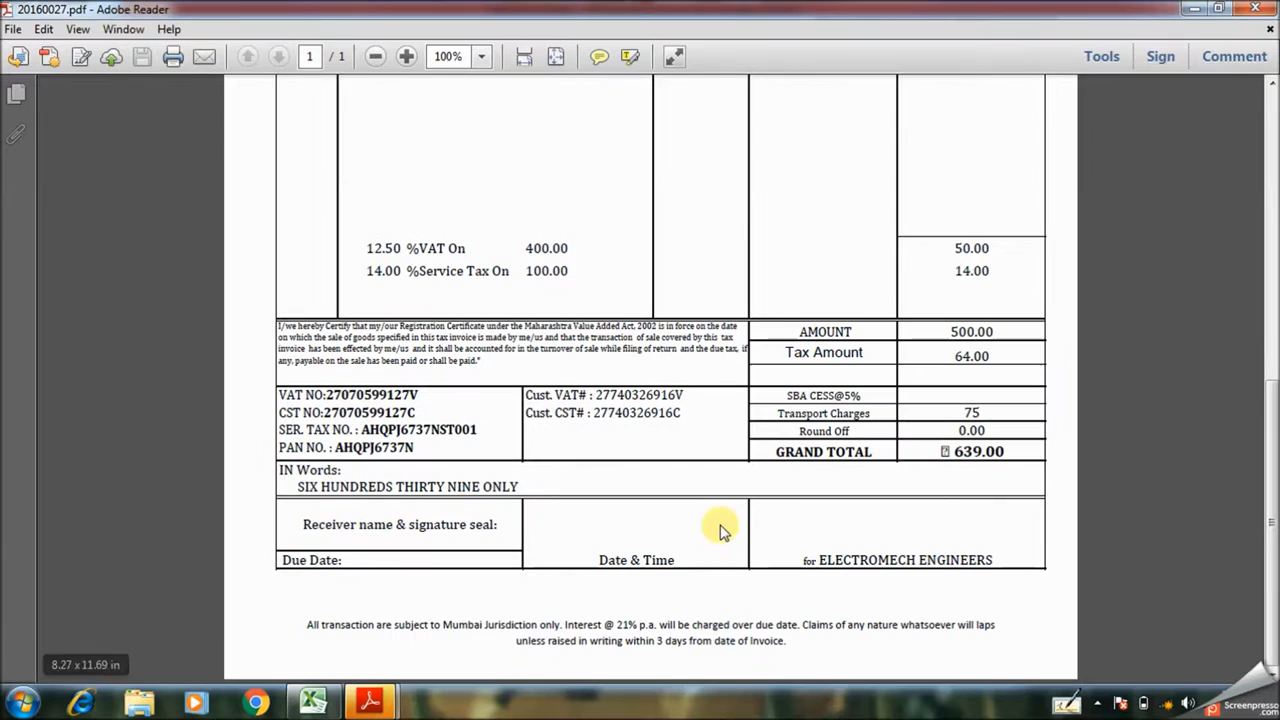 20160027.pdf - Adobe Reader
File Edit View Window Help
1 / 1 100% Tools Sign Comment
12.50 %VAT On 400.00 50.00
14.00 %Service Tax On 100.00 14.00
I/we hereby Certify that my/our Registration Certificate under the Maharashtra Value Added Act, 2002 is in force on the date
on which the sale of goods specified in this tax invoice is made by me/us and that the transaction of sale covered by this tax
invoice has been effected by me/us and it shall be accounted for in the turnover of sale while filing of return and the due tax, if
any, payable on the sale has been paid or shall be paid."
AMOUNT 500.00
Tax Amount 64.00
VAT NO:27070599127V
CST NO:27070599127C
SER. TAX NO. : AHQPJ6737NST001
PAN NO. : AHQPJ6737N
Cust. VAT# : 27740326916V
Cust. CST# : 27740326916C
SBA CESS@5%
Transport Charges 75
Round Off 0.00
GRAND TOTAL 639.00
IN Words:
SIX HUNDREDS THIRTY NINE ONLY
Receiver name & signature seal:
Due Date:
Date & Time
for ELECTROMECH ENGINEERS
All transaction are subject to Mumbai Jurisdiction only. Interest @ 21% p.a. will be charged over due date. Claims of any nature whatsoever will laps
unless raised in writing within 3 days from date of Invoice.
8.27 x 11.69 in
Screenpresso
.com